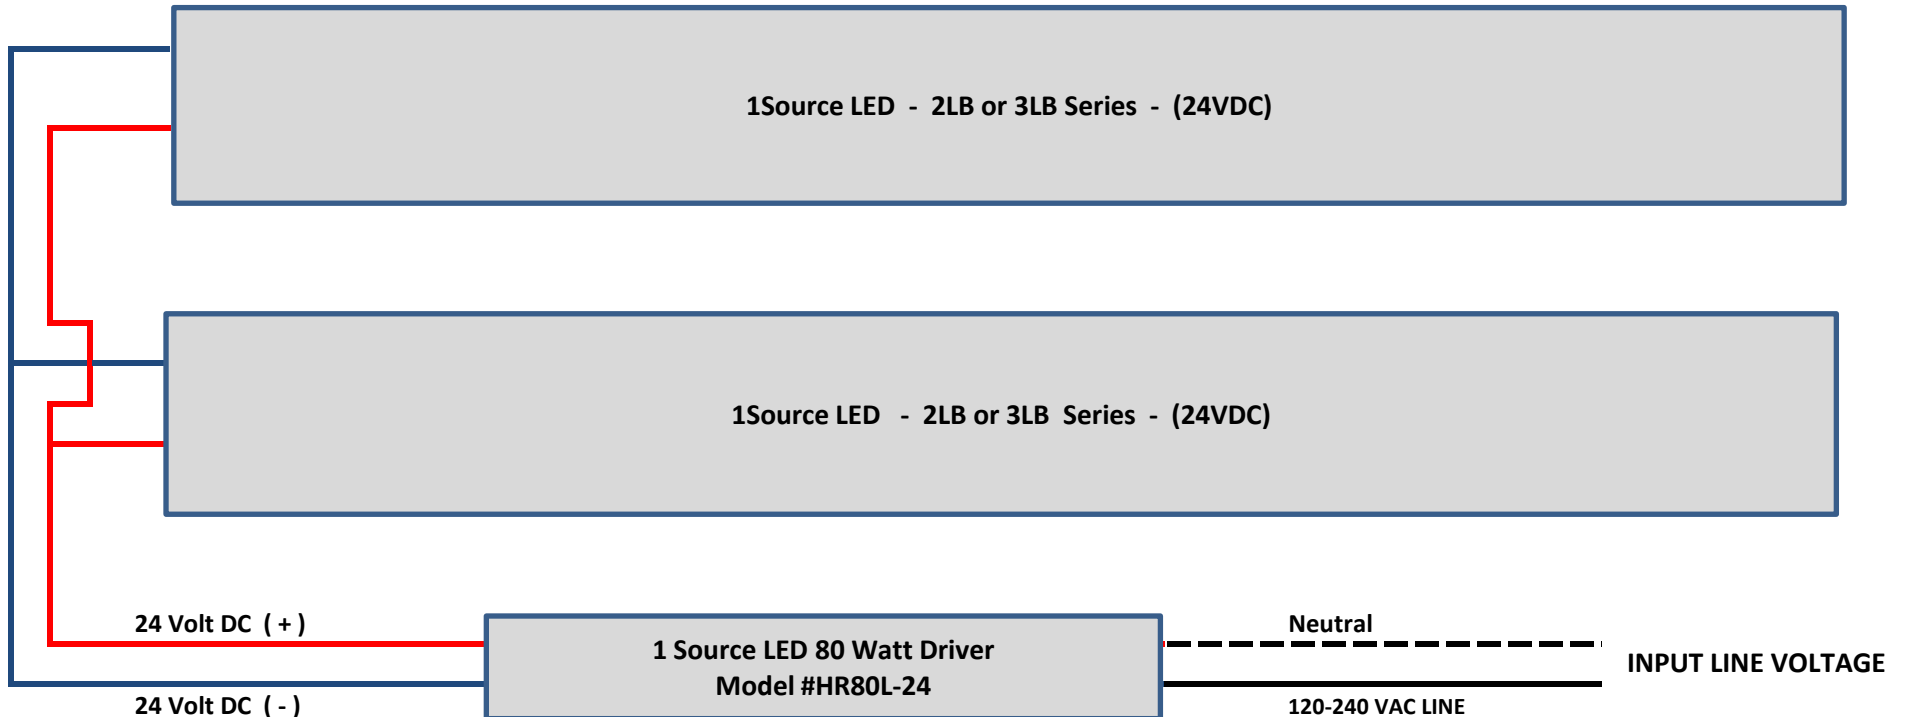 1Source LED - 2LB or 3LB Series - (24VDC)
1Source LED - 2LB or 3LB Series - (24VDC)
24 Volt DC ( + )
1 Source LED 80 Watt Driver
Model #HR80L-24
24 Volt DC ( - )
Neutral
INPUT LINE VOLTAGE
120-240 VAC LINE